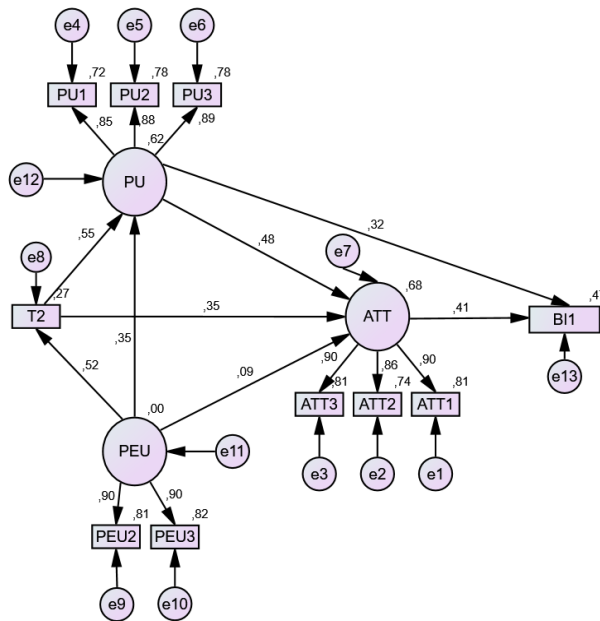 e4 e5 e6
,72 ,78 ,78
PU1 PU2 PU3
,85 ,88 ,89
,62
e12 PU
,32
,55 ,48
e8 e7
,27 ,68
T2 ,35 ATT ,41 BI1
,35
,52 ,09 ,90 ,86 ,90
e13
,81 ,74 ,81
,00 ATT3 ATT2 ATT1
PEU e11
e3 e2 e1
,90 ,90
,81 ,82
PEU2 PEU3
e9 e10